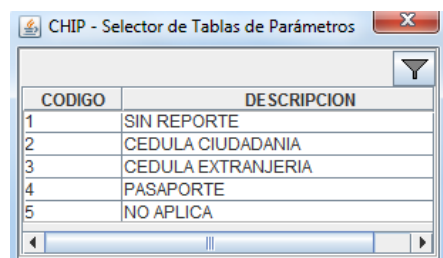 CHIP - Selector de Tablas de Parámetros
CODIGO DESCRIPCION
1 SIN REPORTE
2 CEDULA CIUDADANIA
3 CEDULA EXTRANJERIA
4 PASAPORTE
5 NO APLICA